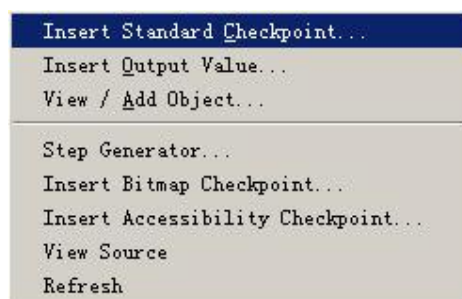 Insert Standard Checkpoint...
Insert Output Value...
View / Add Object...
Step Generator...
Insert Bitmap Checkpoint...
Insert Accessibility Checkpoint...
View Source
Refresh